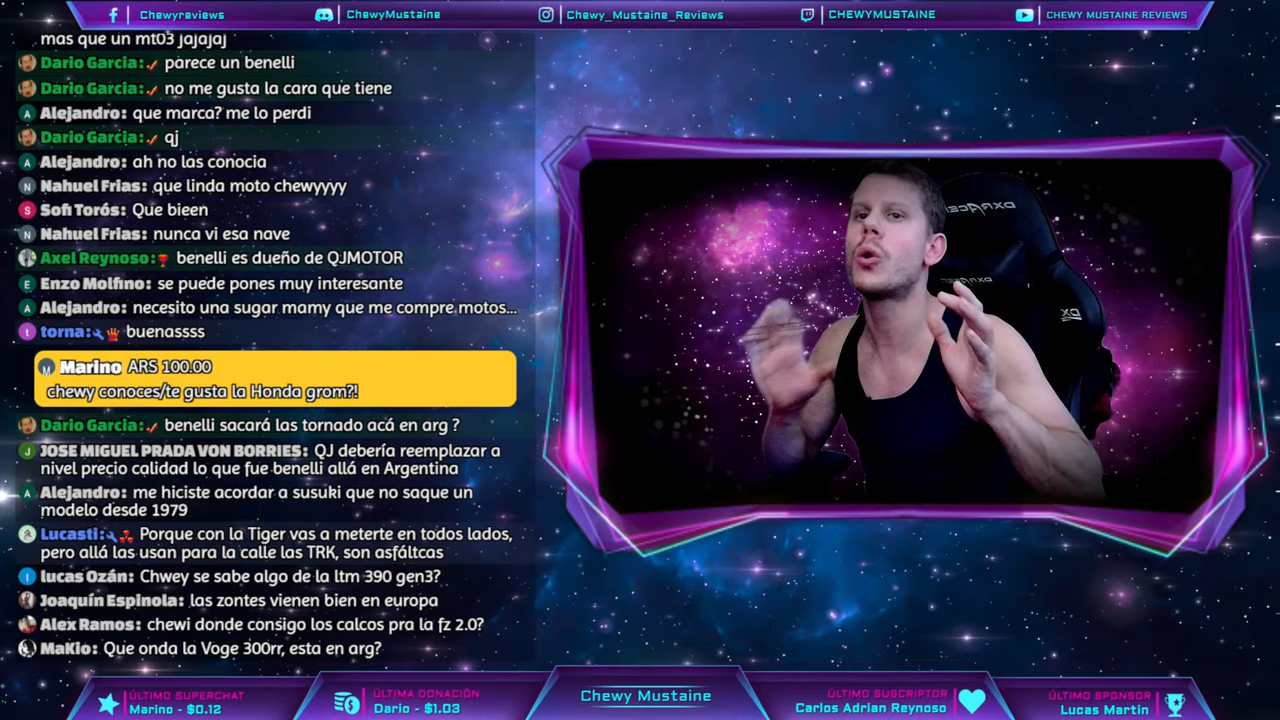 Chewyreviews
ChewyMustaine
Chewy_Mustaine_Reviews
CHEWYMUSTAINE
CHEWY MUSTAINE REVIEWS
mas que un mt03 jajajaj
Dario Garcia: parece un benelli
Dario Garcia: no me gusta la cara que tiene
A Alejandro: que marca? me lo perdi
Dario Garcia: qj
A Alejandro: ah no las conocia
N Nahuel Frias: que linda moto chewyyyy
S Sofi Torós: Que bieen
N Nahuel Frias: nunca vi esa nave
Axel Reynoso: benelli es dueño de QJMOTOR
E Enzo Molfino: se puede pones muy interesante
A Alejandro: necesito una sugar mamy que me compre motos...
t torna: buenassss
M Marino ARS 100.00
chewy conoces/te gusta la Honda grom?!
Dario Garcia: benelli sacará las tornado acá en arg ?
J JOSE MIGUEL PRADA VON BORRIES: QJ debería reemplazar a
nivel precio calidad lo que fue benelli allá en Argentina
A Alejandro: me hiciste acordar a susuki que no saque un
modelo desde 1979
Lucasti: Porque con la Tiger vas a meterte en todos lados,
pero allá las usan para la calle las TRK, son asfáltcas
l lucas Ozán: Chwey se sabe algo de la ltm 390 gen3?
Joaquín Espinola: las zontes vienen bien en europa
Alex Ramos: chewi donde consigo los calcos pra la fz 2.0?
MaKio: Que onda la Voge 300rr, esta en arg?
DXRACER
DXRACER
DX
ÚLTIMO SUPERCHAT
Marino - $0.12
ÚLTIMA DONACIÓN
Dario - $1.03
Chewy Mustaine
ÚLTIMO SUSCRIPTOR
Carlos Adrian Reynoso
ÚLTIMO SPONSOR
Lucas Martin